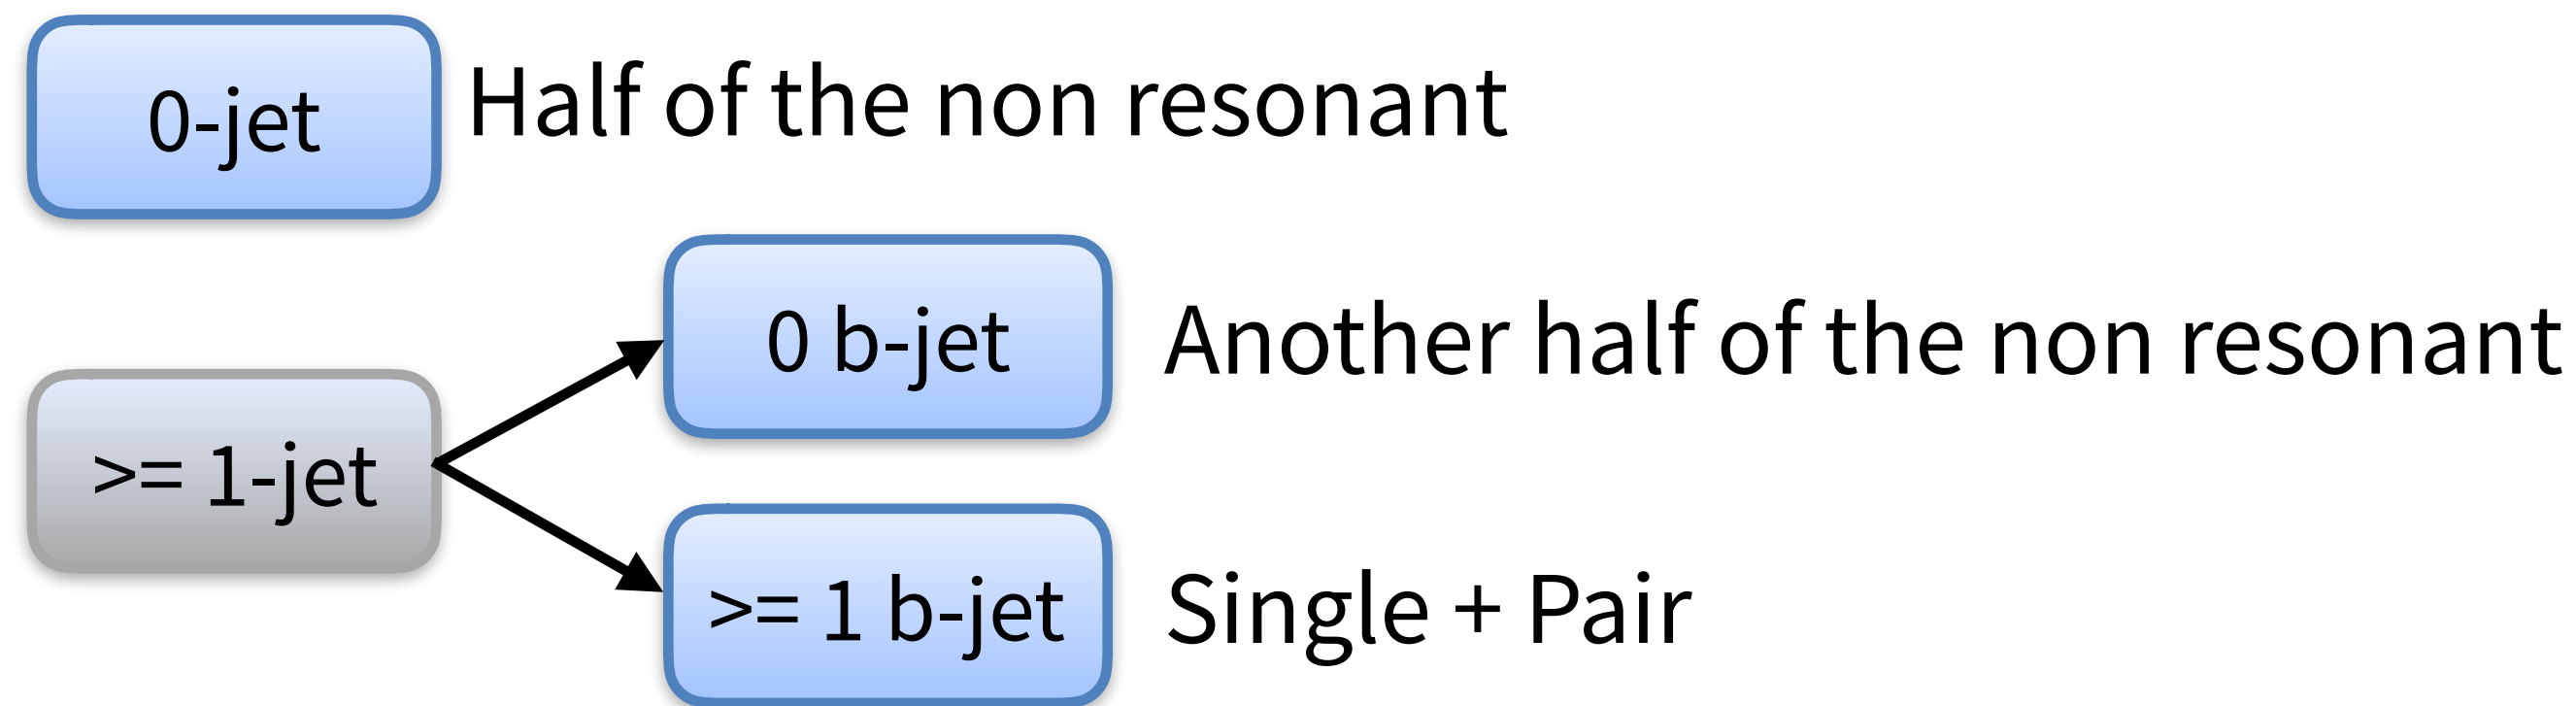 0-jet
Half of the non resonant
0 b-jet
Another half of the non resonant
>= 1-jet
>= 1 b-jet
Single + Pair